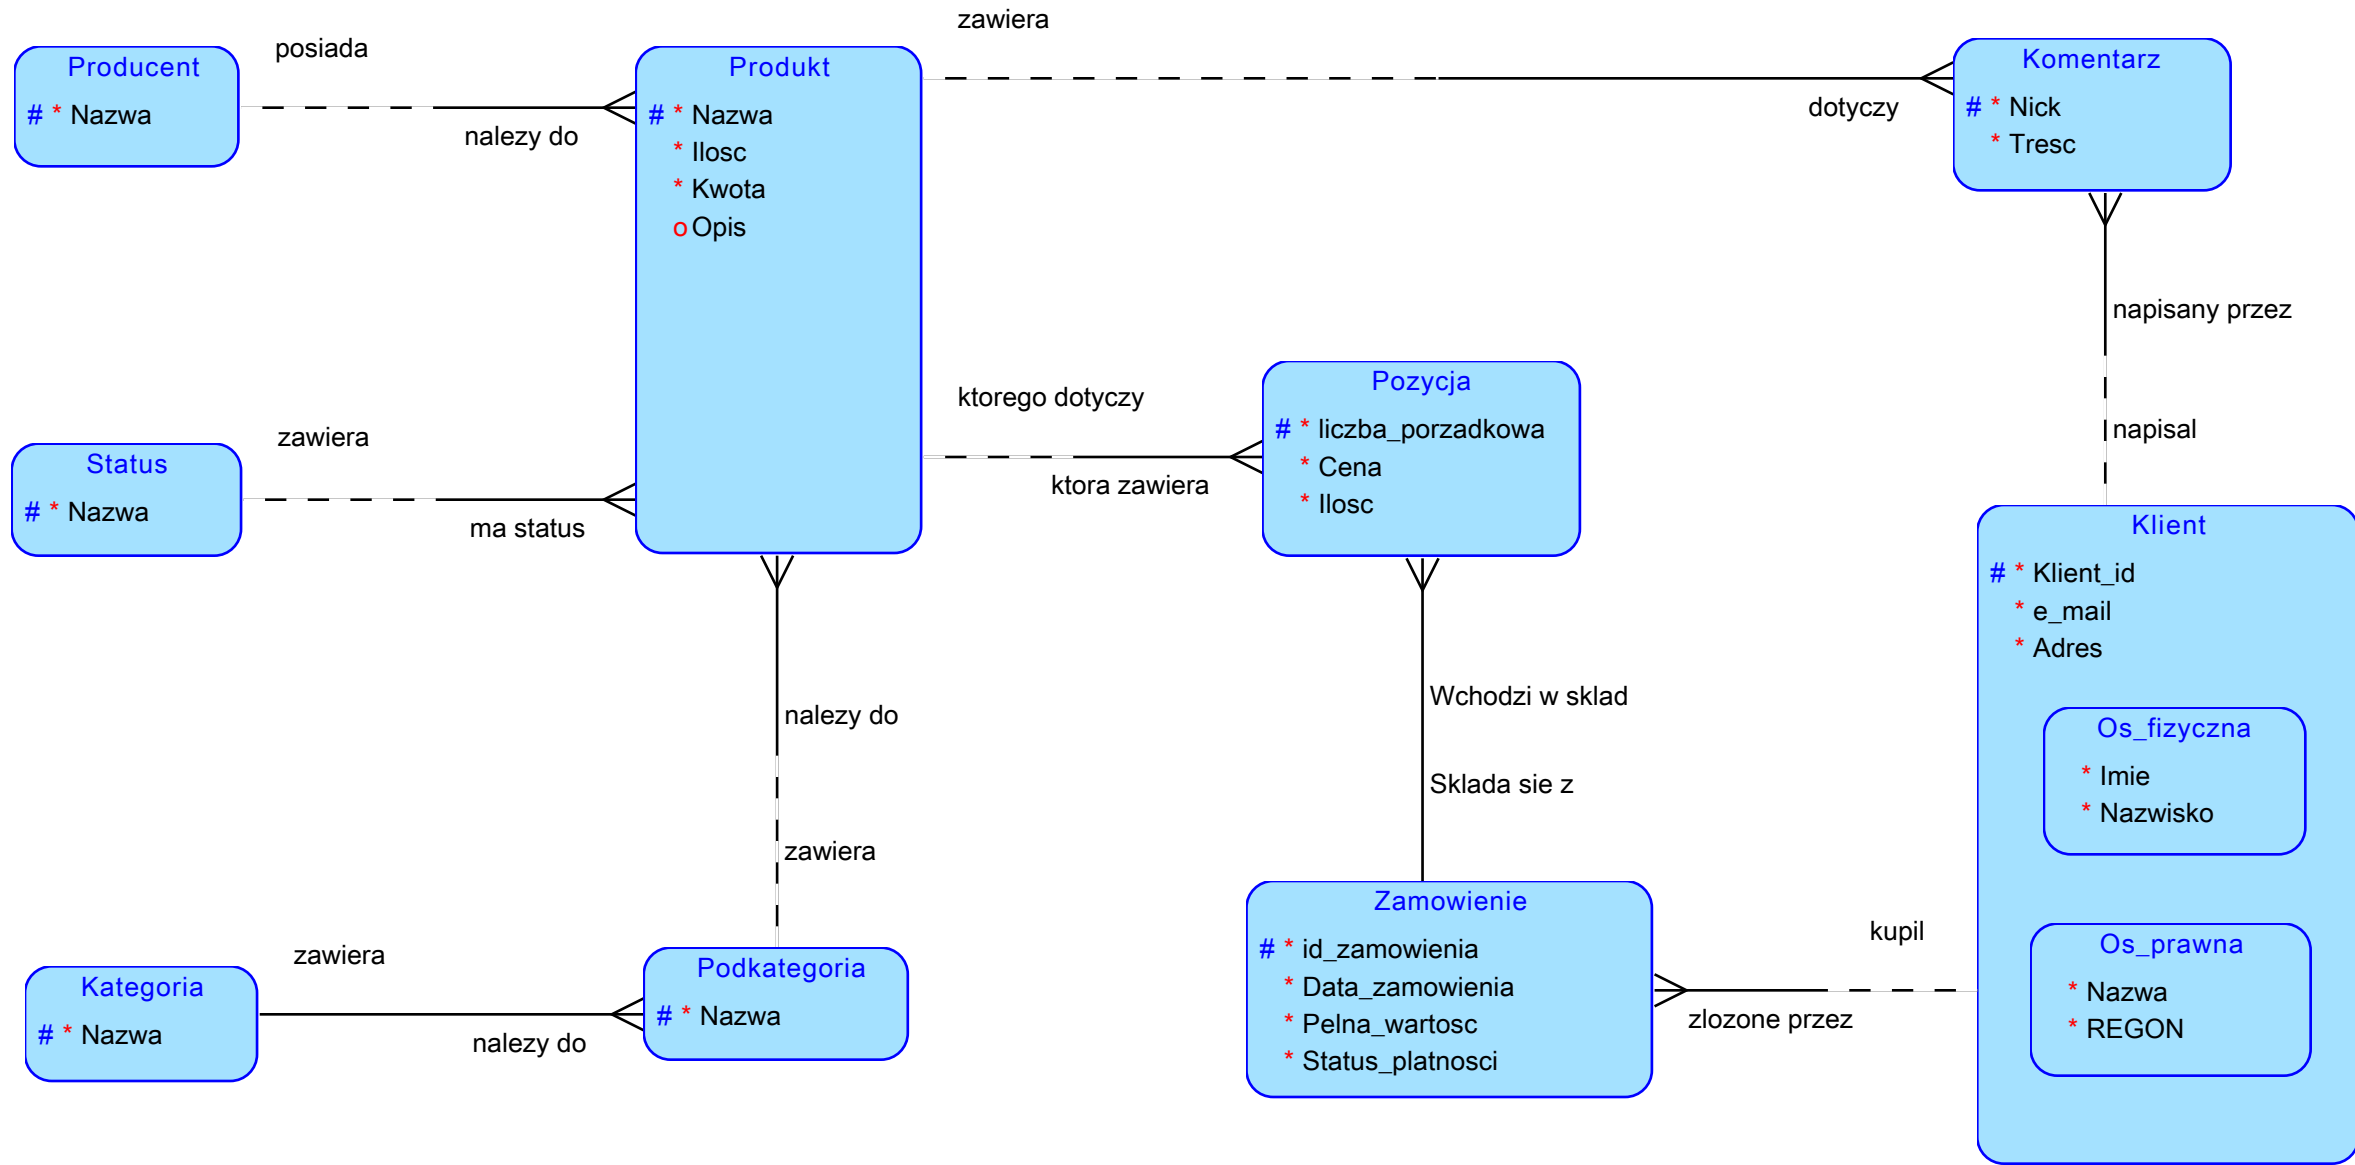 zawiera
posiada
Producent
# * Nazwa
nalezy do
Produkt
# * Nazwa
* Ilosc
* Kwota
o Opis
Komentarz
# * Nick
* Tresc
dotyczy
napisany przez
napisal
zawiera
Status
# * Nazwa
ma status
ktorego dotyczy
ktora zawiera
Pozycja
# * liczba_porzadkowa
* Cena
* Ilosc
Klient
# * Klient_id
* e_mail
* Adres
Os_fizyczna
* Imie
* Nazwisko
Os_prawna
* Nazwa
* REGON
nalezy do
zawiera
Wchodzi w sklad
Sklada sie z
zawiera
Kategoria
# * Nazwa
nalezy do
Podkategoria
# * Nazwa
Zamowienie
# * id_zamowienia
* Data_zamowienia
* Pelna_wartosc
* Status_platnosci
kupil
zlozone przez